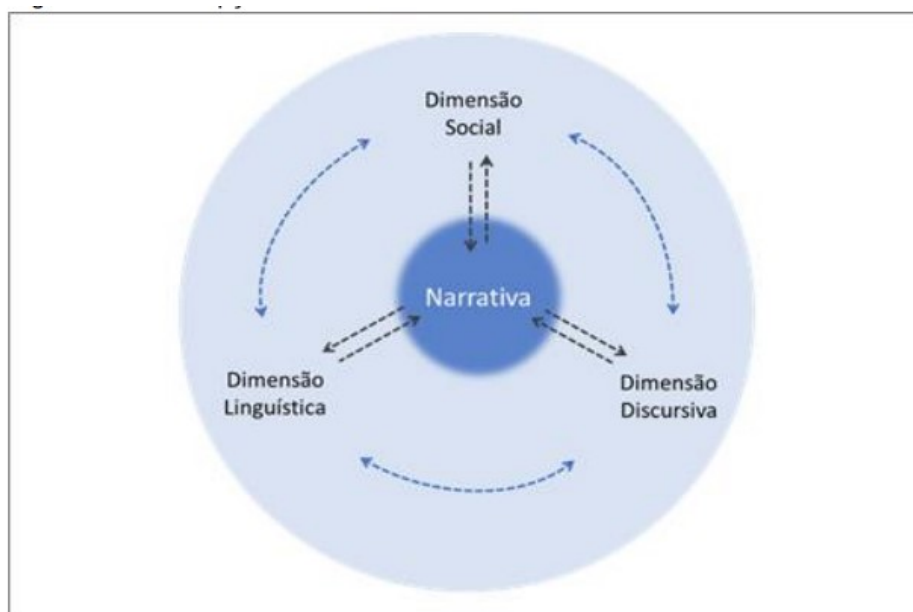 Dimensão
Social
Narrativa
Dimensão
Linguística
Dimensão
Discursiva